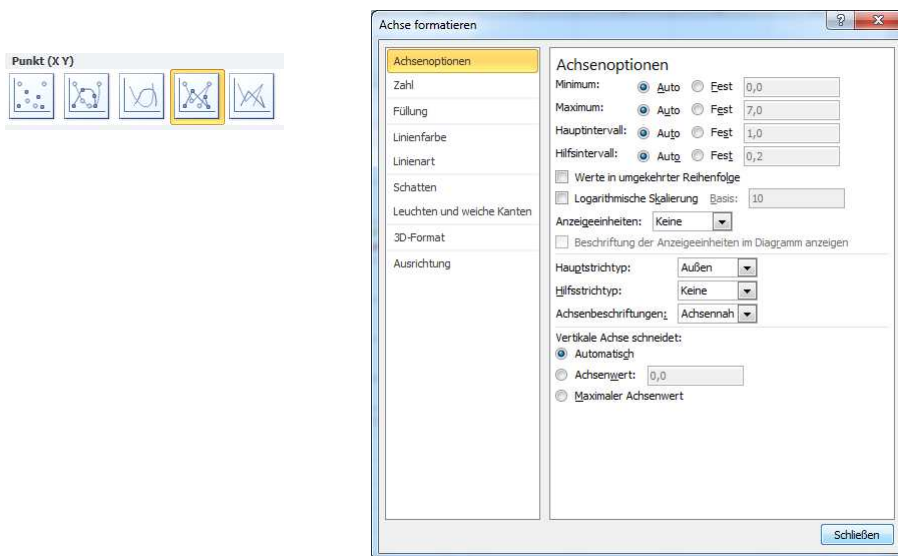 Punkt (X Y)
Achse formatieren
Achsenoptionen
Zahl
Füllung
Linienfarbe
Linienart
Schatten
Leuchten und weiche Kanten
3D-Format
Ausrichtung
Achsenoptionen
Minimum: Auto Fest 0,0
Maximum: Auto Fest 7,0
Hauptintervall: Auto Fest 1,0
Hilfsintervall: Auto Fest 0,2
Werte in umgekehrter Reihenfolge
Logarithmische Skalierung Basis: 10
Anzeigeeinheiten: Keine
Beschriftung der Anzeigeeinheiten im Diagramm anzeigen
Hauptstrichtyp: Außen
Hilfsstrichtyp: Keine
Achsenbeschriftungen: Achsennah
Vertikale Achse schneidet:
Automatisch
Achsenwert: 0,0
Maximaler Achsenwert
Schließen